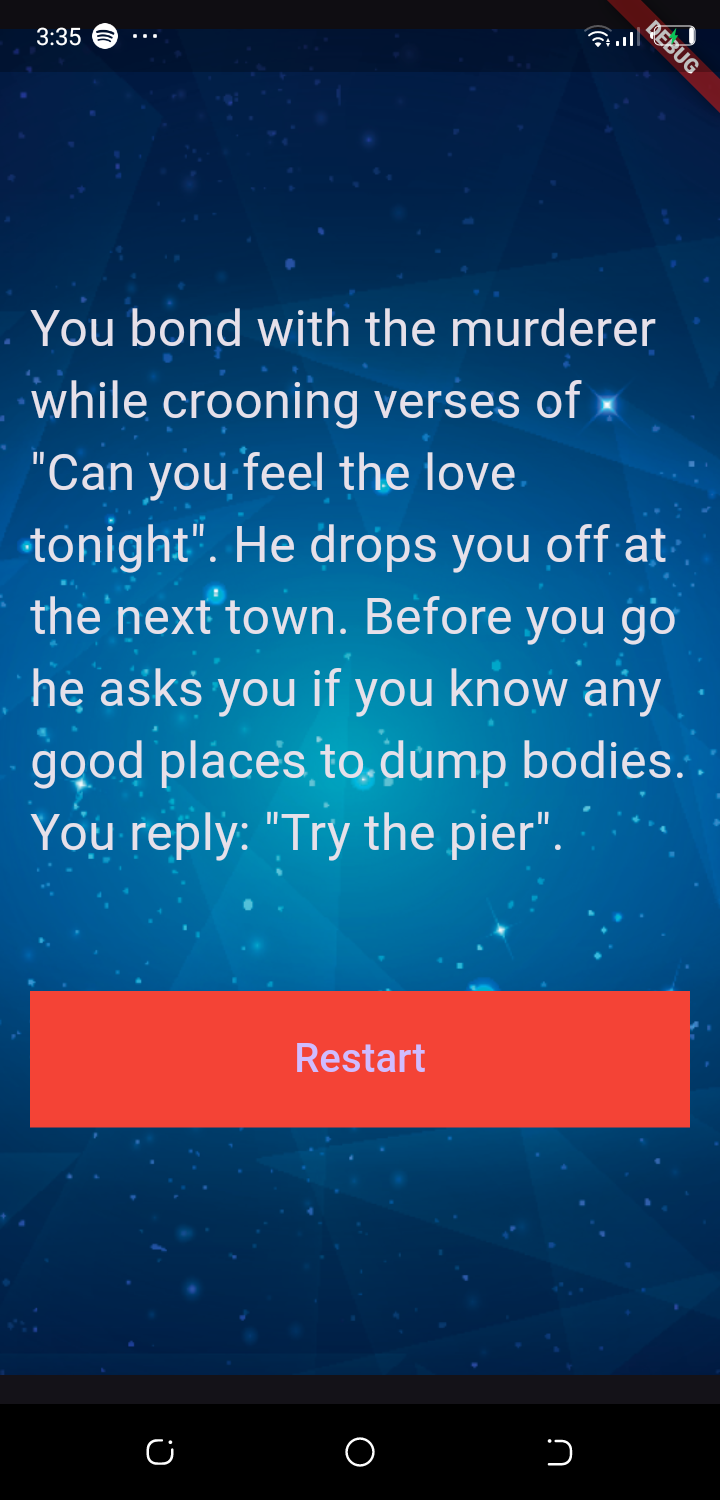 3:35
DEBUG
You bond with the murderer
while crooning verses of
"Can you feel the love
tonight". He drops you off at
the next town. Before you go
he asks you if you know any
good places to dump bodies.
You reply: "Try the pier".
Restart